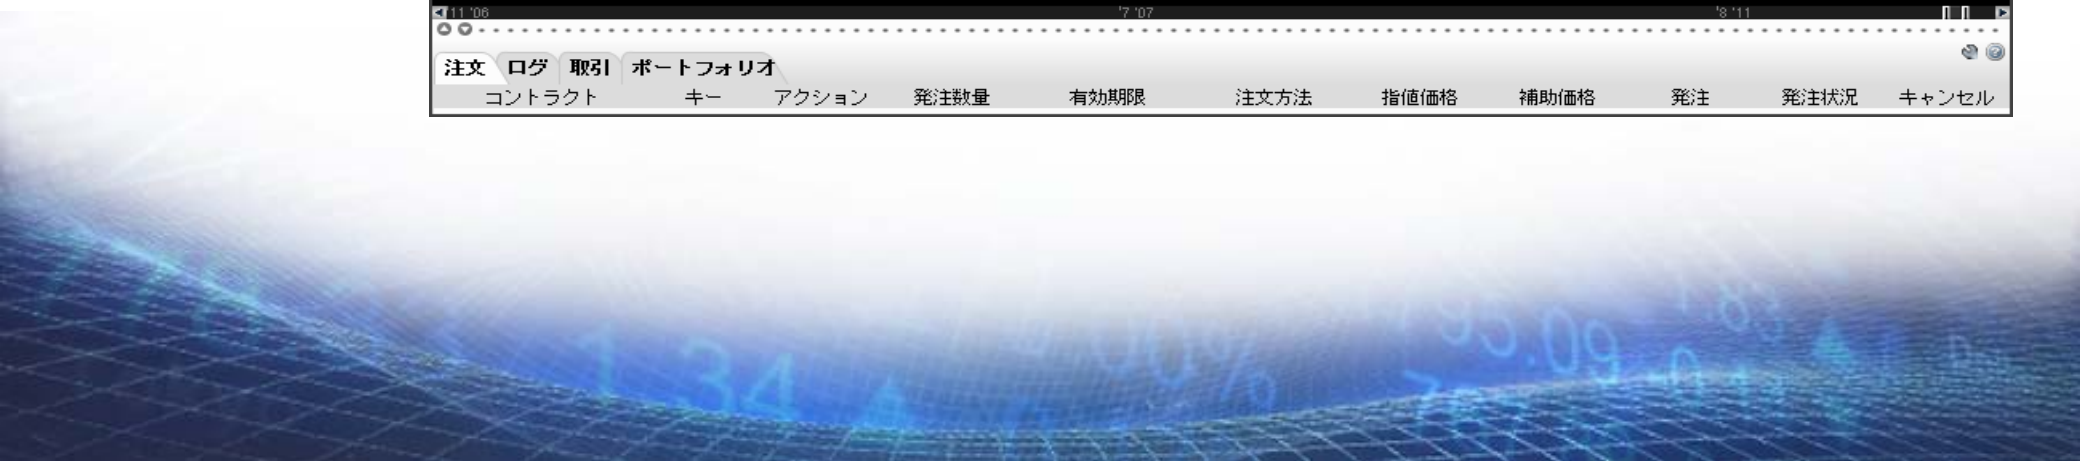 11 '06 '7 '07 '8 '11
注文 ログ 取引 ポートフォリオ
コントラクト キー アクション 発注数量 有効期限 注文方法 指値価格 補助価格 発注 発注状況 キャンセル
1.34